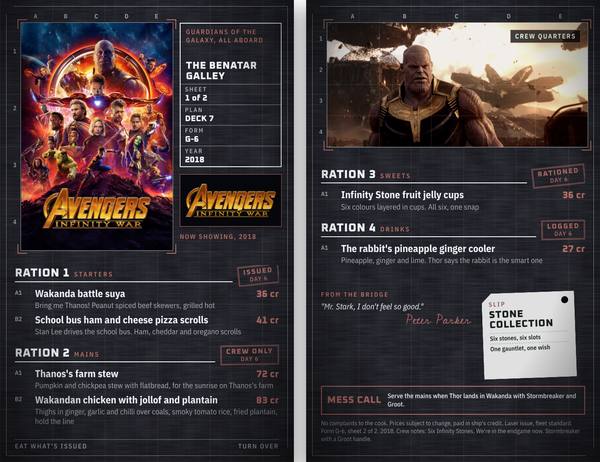 A B C D E
1
2
3
4
AVENGERS
INFINITY WAR
GUARDIANS OF THE
GALAXY, ALL ABOARD
THE BENATAR
GALLEY
SHEET
1 of 2
PLAN
DECK 7
FORM
G-6
YEAR
2018
AVENGERS
INFINITY WAR
NOW SHOWING, 2018
RATION 1 STARTERS
ISSUED
DAY 6
A1 Wakanda battle suya 36 cr
Bring me Thanos! Peanut spiced beef skewers, grilled hot
B2 School bus ham and cheese pizza scrolls 41 cr
Stan Lee drives the school bus. Ham, cheddar and oregano scrolls
RATION 2 MAINS
CREW ONLY
DAY 6
A1 Thanos's farm stew 72 cr
Pumpkin and chickpea stew with flatbread, for the sunrise on Thanos's farm
B2 Wakandan chicken with jollof and plantain 83 cr
Thighs in ginger, garlic and chilli over coals, smoky tomato rice, fried plantain,
hold the line
EAT WHAT'S ISSUED
TURN OVER
A B C D E
1
2
3
4
CREW QUARTERS
RATION 3 SWEETS
RATIONED
DAY 6
A1 Infinity Stone fruit jelly cups 36 cr
Six colours layered in cups. All six, one snap
RATION 4 DRINKS
LOGGED
DAY 6
A1 The rabbit's pineapple ginger cooler 27 cr
Pineapple, ginger and lime. Thor says the rabbit is the smart one
FROM THE BRIDGE
"Mr. Stark, I don't feel so good."
Peter Parker
SLIP
STONE
COLLECTION
Six stones, six slots
One gauntlet, one wish
MESS CALL
Serve the mains when Thor lands in Wakanda with Stormbreaker and
Groot.
No complaints to the cook. Prices subject to change, paid in ship's credit. Laser issue, fleet standard.
Form G-6, sheet 2 of 2, 2018. Crew notes: Six Infinity Stones. We're in the endgame now. Stormbreaker
with a Groot handle.